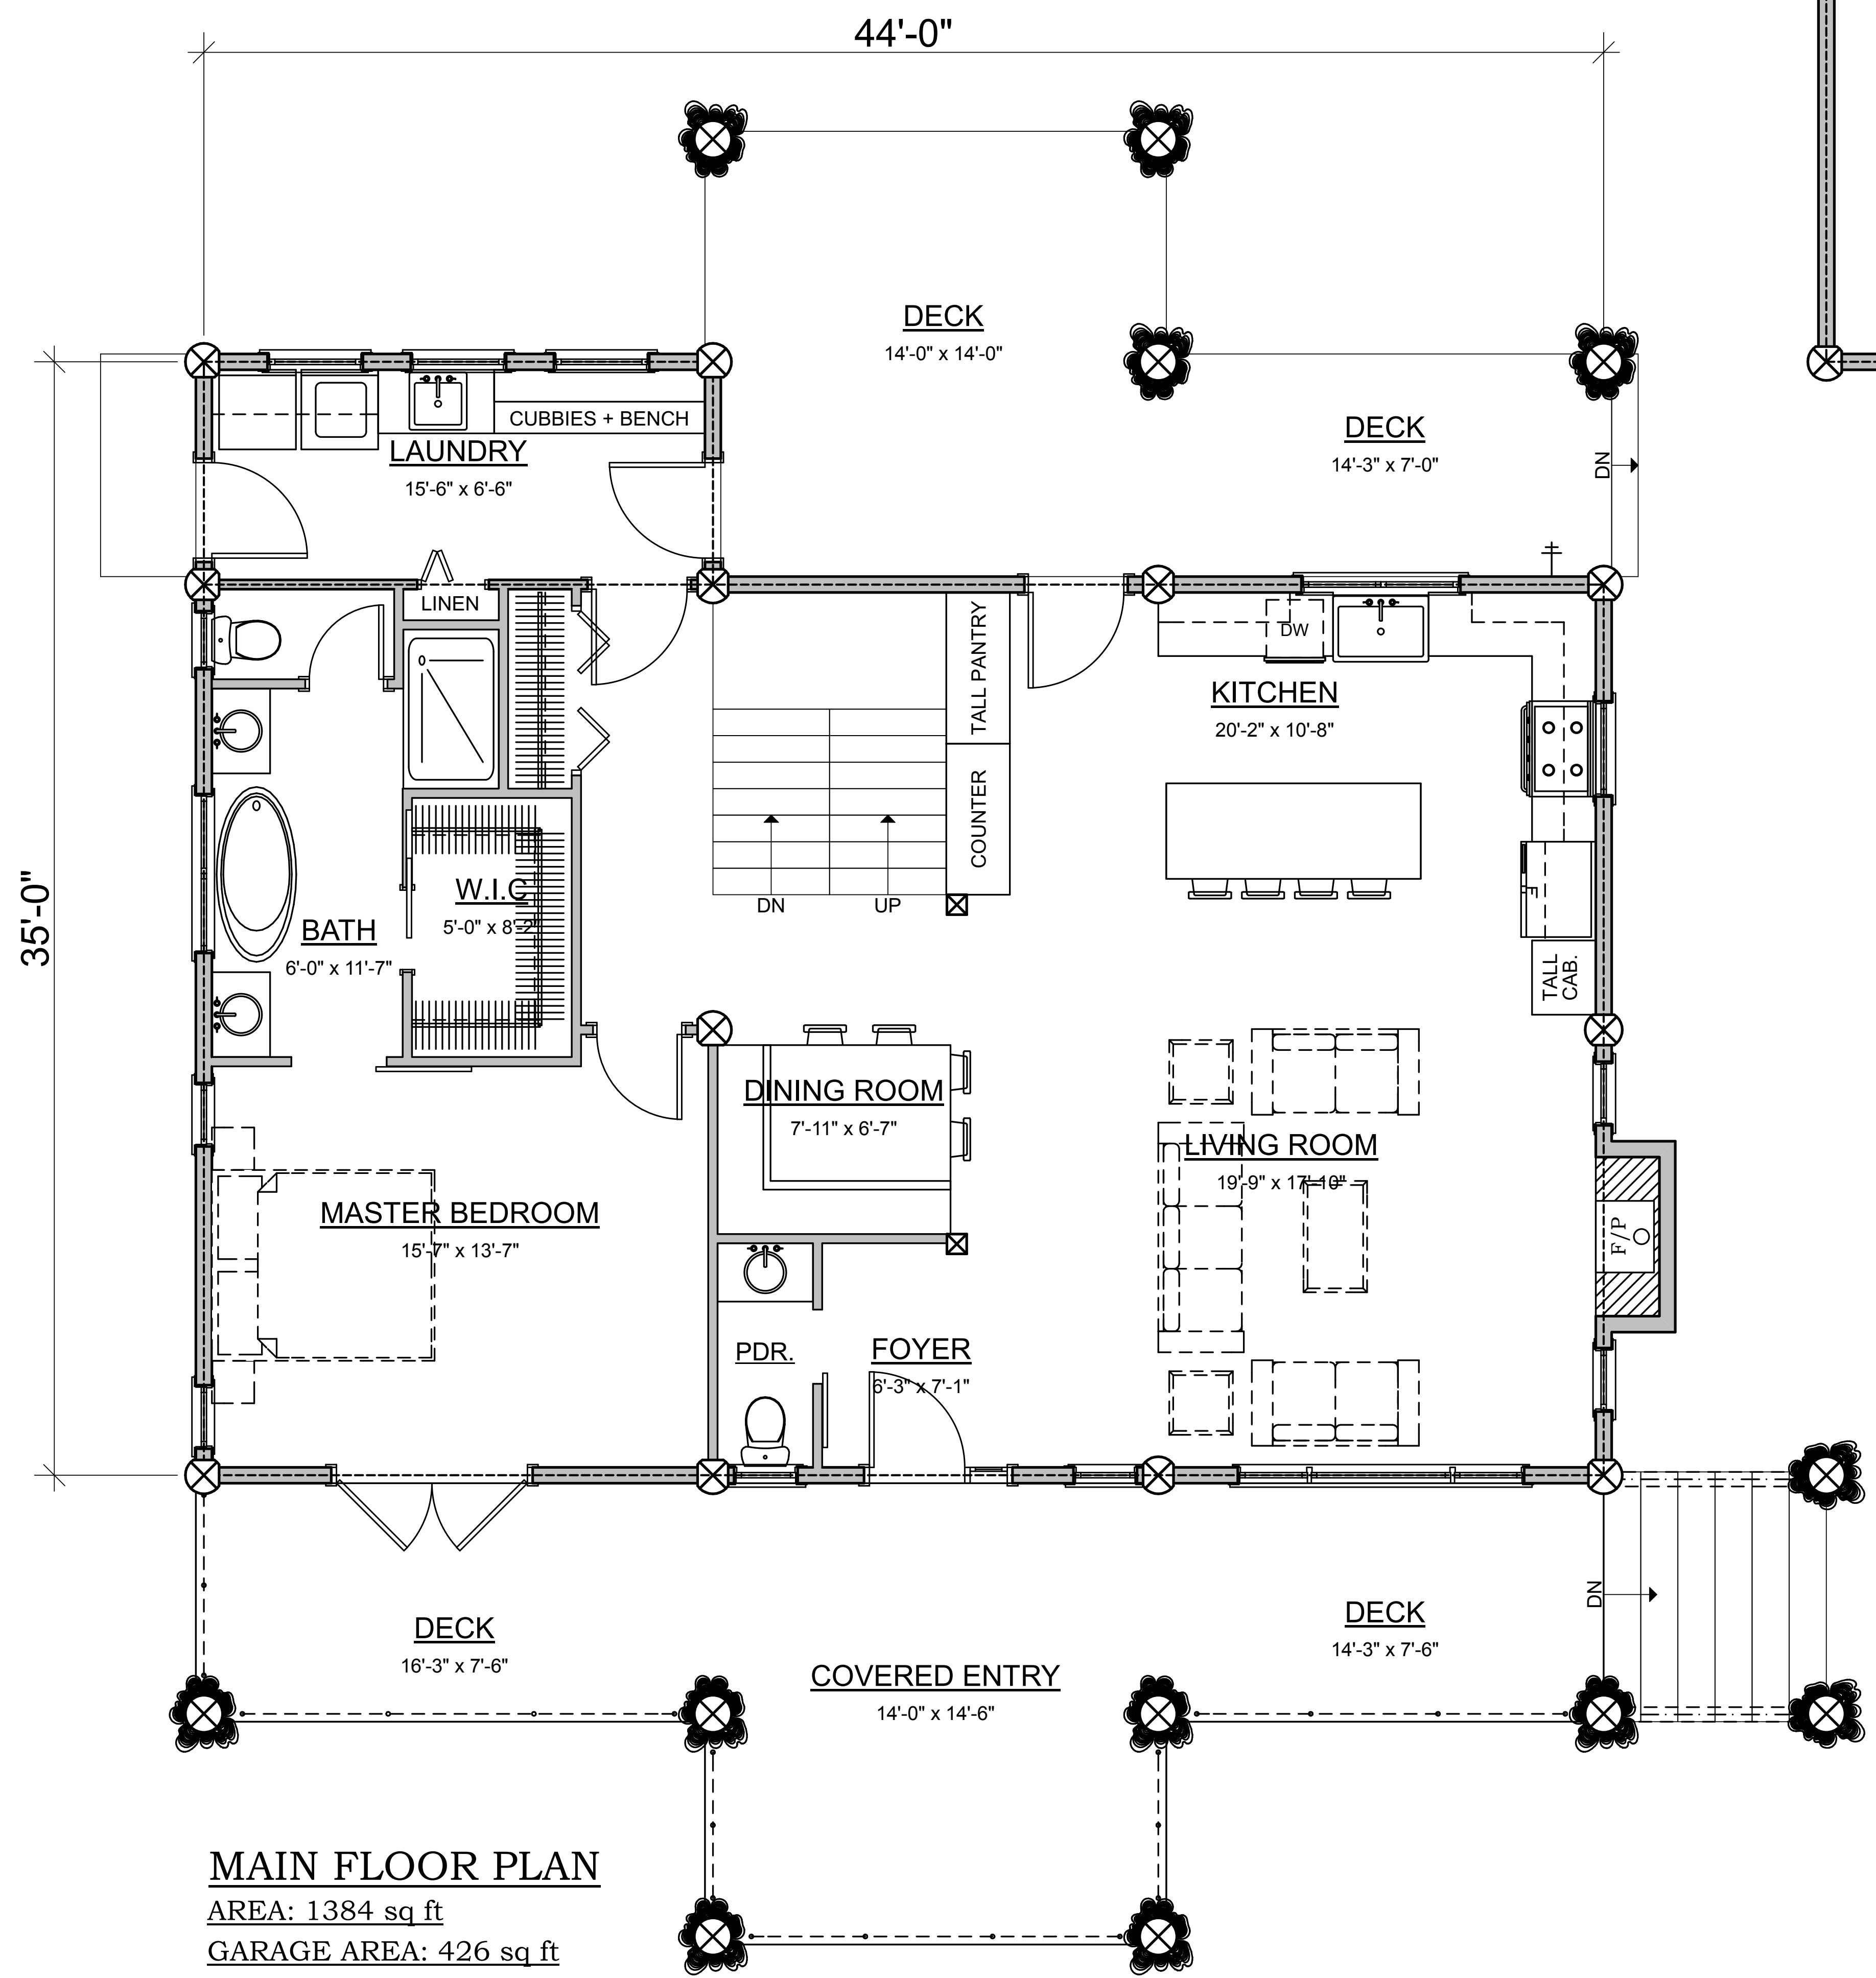 44'-0"
DECK
14'-0" x 14'-0"
CUBBIES + BENCH
LAUNDRY
15'-6" x 6'-6"
DECK
14'-3" x 7'-0"
DN
LINEN
TALL PANTRY
DW
KITCHEN
20'-2" x 10'-8"
COUNTER
35'-0"
W.I.C
5'-0" x 8'-2"
DN
UP
BATH
6'-0" x 11'-7"
TALL
CAB.
DINING ROOM
7'-11" x 6'-7"
LIVING ROOM
19'-9" x 17'-10"
MASTER BEDROOM
15'-7" x 13'-7"
F/P
PDR.
FOYER
6'-3" x 7'-1"
DN
DECK
16'-3" x 7'-6"
DECK
14'-3" x 7'-6"
COVERED ENTRY
14'-0" x 14'-6"
MAIN FLOOR PLAN
AREA: 1384 sq ft
GARAGE AREA: 426 sq ft